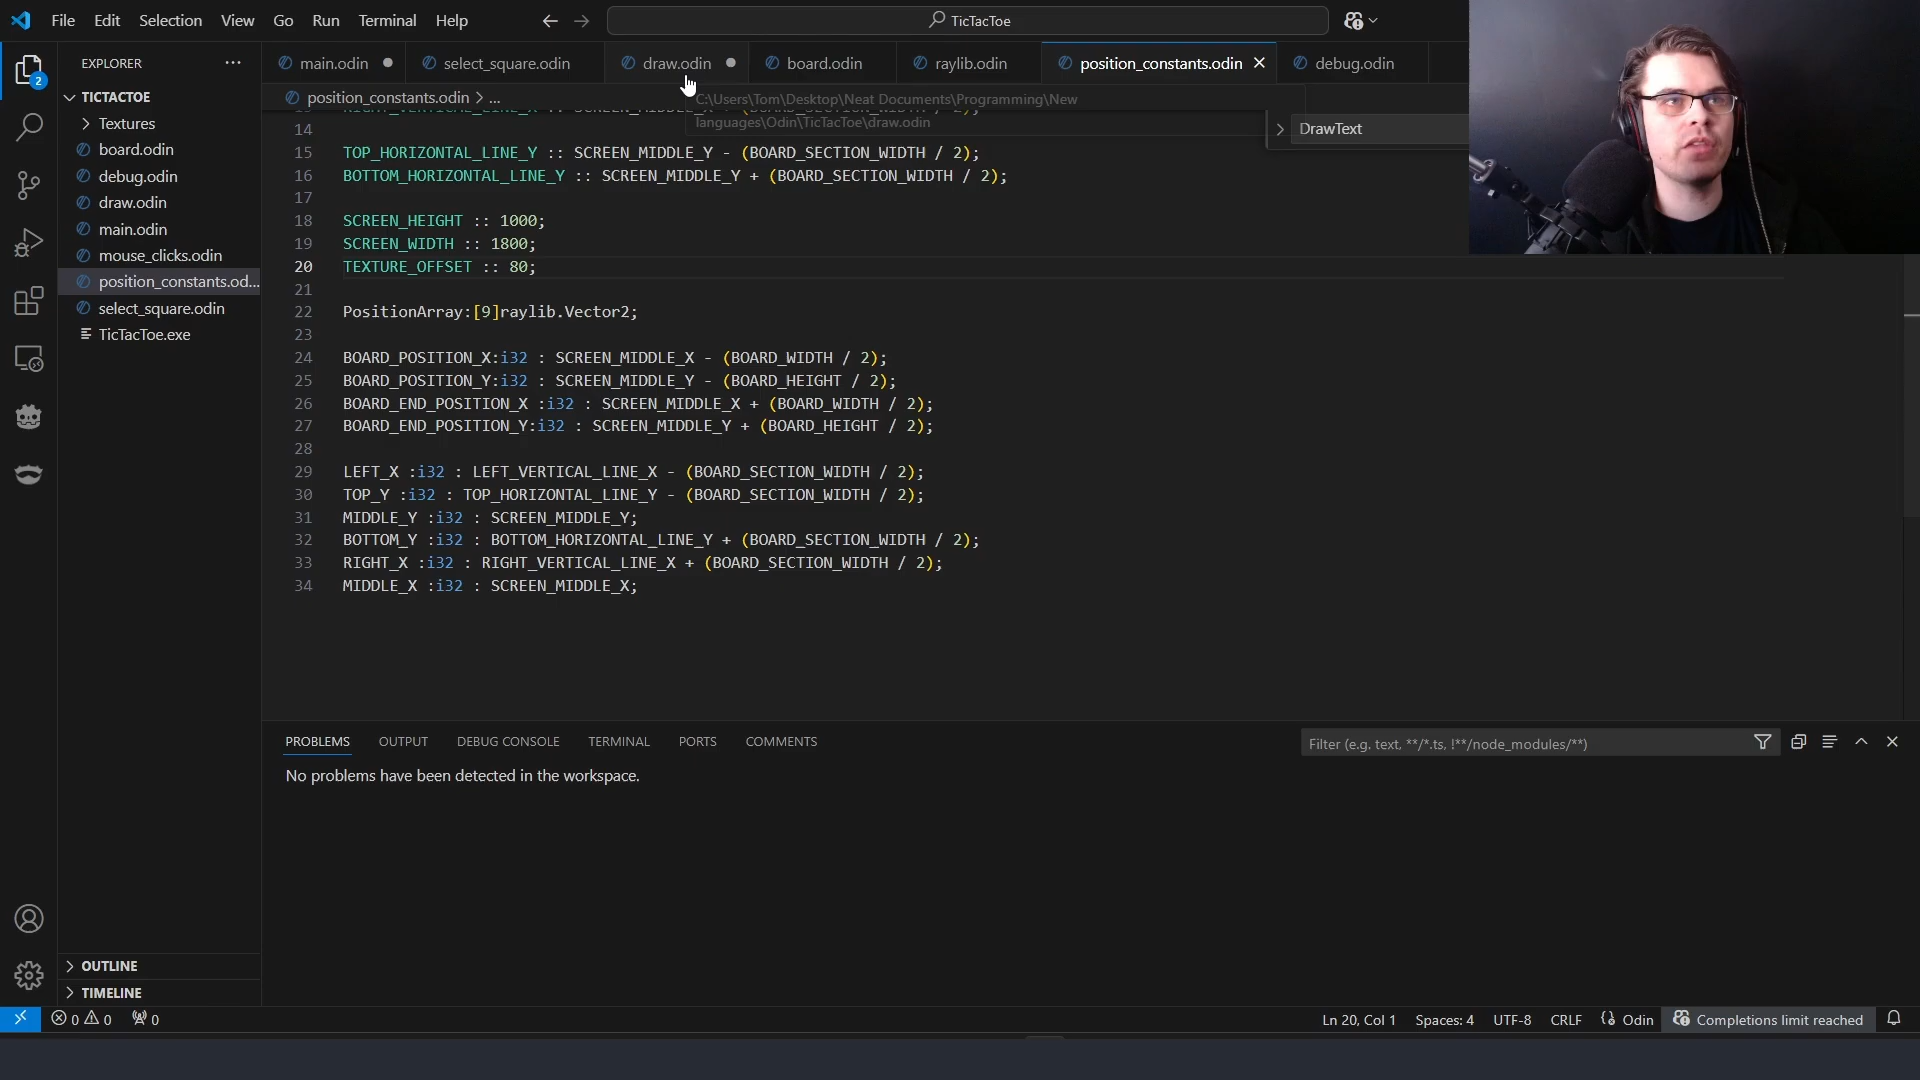 File Edit Selection View Go Run Terminal Help
TicTacToe
EXPLORER
main.odin
select_square.odin
draw.odin
board.odin
raylib.odin
position_constants.odin
debug.odin
TICTACTOE
Textures
board.odin
debug.odin
draw.odin
main.odin
mouse_clicks.odin
position_constants.od...
select_square.odin
TicTacToe.exe
OUTLINE
TIMELINE
2
position_constants.odin > ...
C:\Users\Tom\Desktop\Neat Documents\Programming\New
languages\Odin\TicTacToe\draw.odin
DrawText
14
15 TOP_HORIZONTAL_LINE_Y :: SCREEN_MIDDLE_Y - (BOARD_SECTION_WIDTH / 2);
16 BOTTOM_HORIZONTAL_LINE_Y :: SCREEN_MIDDLE_Y + (BOARD_SECTION_WIDTH / 2);
17
18 SCREEN_HEIGHT :: 1000;
19 SCREEN_WIDTH :: 1800;
20 TEXTURE_OFFSET :: 80;
21
22 PositionArray:[9]raylib.Vector2;
23
24 BOARD_POSITION_X:i32 : SCREEN_MIDDLE_X - (BOARD_WIDTH / 2);
25 BOARD_POSITION_Y:i32 : SCREEN_MIDDLE_Y - (BOARD_HEIGHT / 2);
26 BOARD_END_POSITION_X :i32 : SCREEN_MIDDLE_X + (BOARD_WIDTH / 2);
27 BOARD_END_POSITION_Y:i32 : SCREEN_MIDDLE_Y + (BOARD_HEIGHT / 2);
28
29 LEFT_X :i32 : LEFT_VERTICAL_LINE_X - (BOARD_SECTION_WIDTH / 2);
30 TOP_Y :i32 : TOP_HORIZONTAL_LINE_Y - (BOARD_SECTION_WIDTH / 2);
31 MIDDLE_Y :i32 : SCREEN_MIDDLE_Y;
32 BOTTOM_Y :i32 : BOTTOM_HORIZONTAL_LINE_Y + (BOARD_SECTION_WIDTH / 2);
33 RIGHT_X :i32 : RIGHT_VERTICAL_LINE_X + (BOARD_SECTION_WIDTH / 2);
34 MIDDLE_X :i32 : SCREEN_MIDDLE_X;
PROBLEMS OUTPUT DEBUG CONSOLE TERMINAL PORTS COMMENTS
Filter (e.g. text, **/*.ts, !**/node_modules/**)
No problems have been detected in the workspace.
0 0 0
Ln 20, Col 1 Spaces: 4 UTF-8 CRLF Odin Completions limit reached